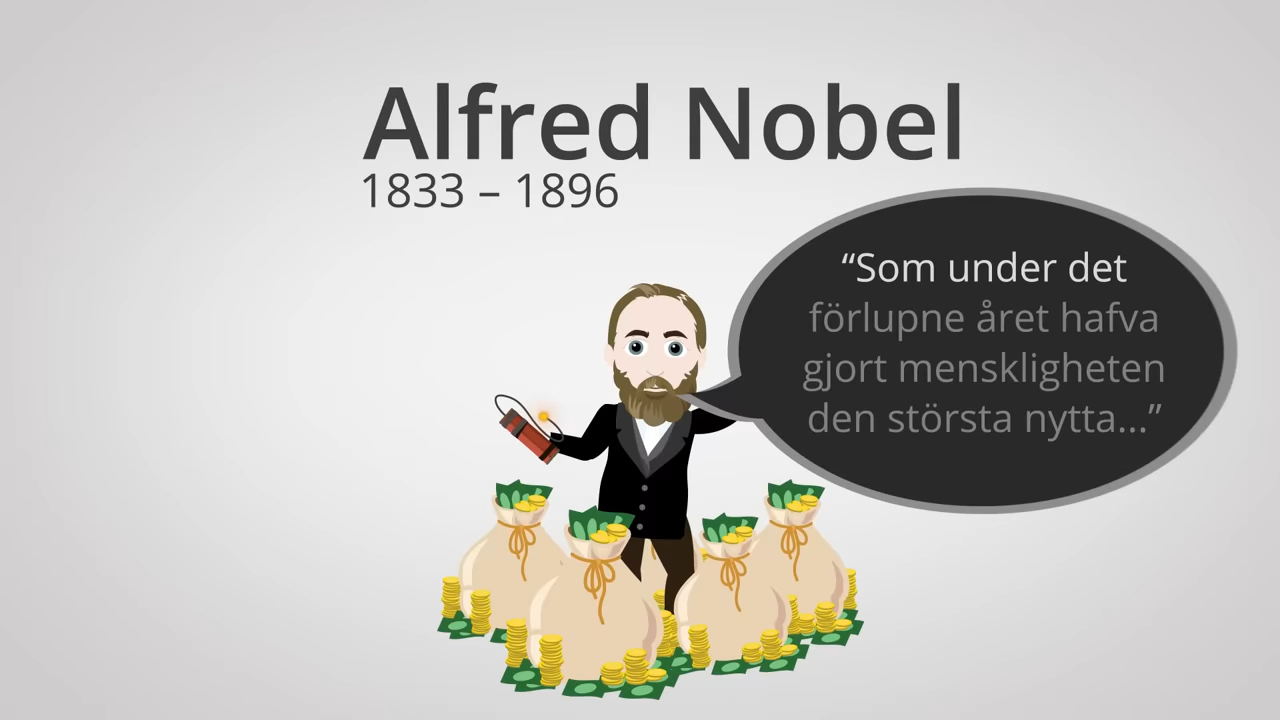 Alfred Nobel
1833 – 1896
“Som under det
förlupne året hafva
gjort menskligheten
den största nytta...”